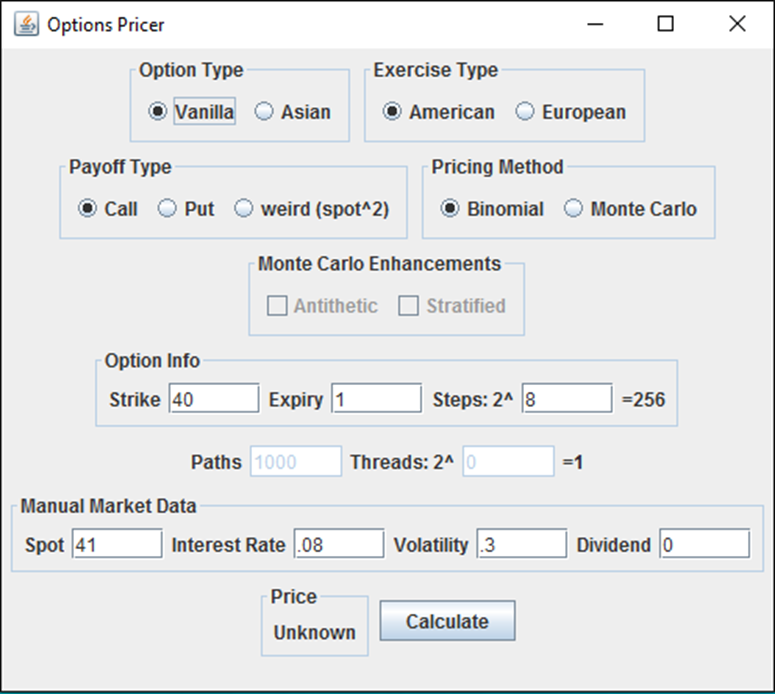 Options Pricer
Option Type Exercise Type
Vanilla Asian American European
Payoff Type Pricing Method
Call Put weird (spot^2) Binomial Monte Carlo
Monte Carlo Enhancements
Antithetic Stratified
Option Info
Strike 40 Expiry 1 Steps: 2^ 8 =256
Paths 1000 Threads: 2^ 0 =1
Manual Market Data
Spot 41 Interest Rate .08 Volatility .3 Dividend 0
Price
Unknown Calculate